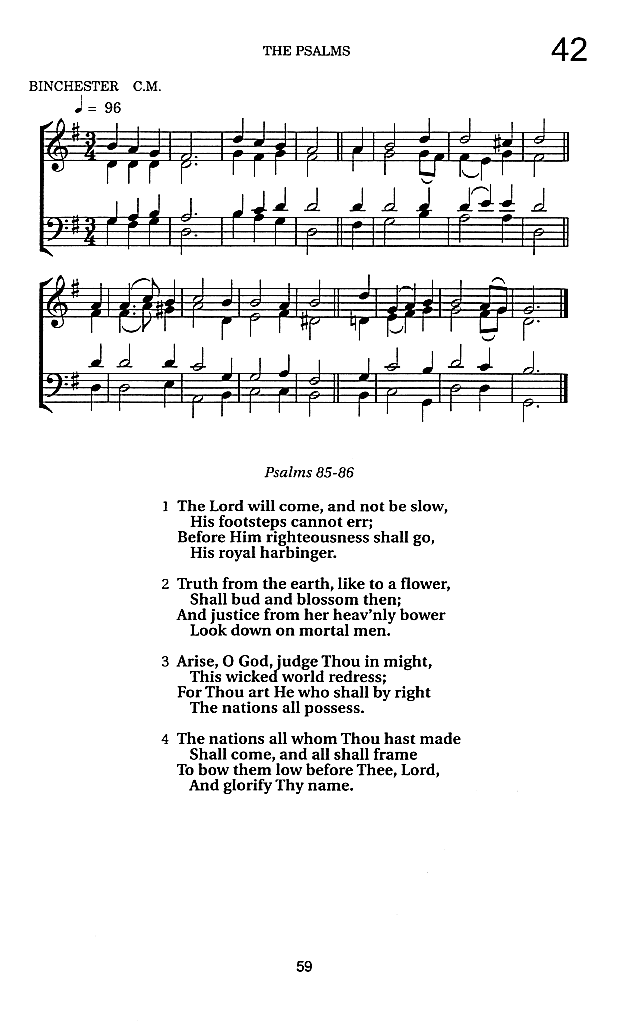 THE PSALMS
42
BINCHESTER C.M.
♩ = 96
3
4
3
4
Psalms 85-86
1 The Lord will come, and not be slow,
His footsteps cannot err;
Before Him righteousness shall go,
His royal harbinger.
2 Truth from the earth, like to a flower,
Shall bud and blossom then;
And justice from her heav'nly bower
Look down on mortal men.
3 Arise, O God, judge Thou in might,
This wicked world redress;
For Thou art He who shall by right
The nations all possess.
4 The nations all whom Thou hast made
Shall come, and all shall frame
To bow them low before Thee, Lord,
And glorify Thy name.
59